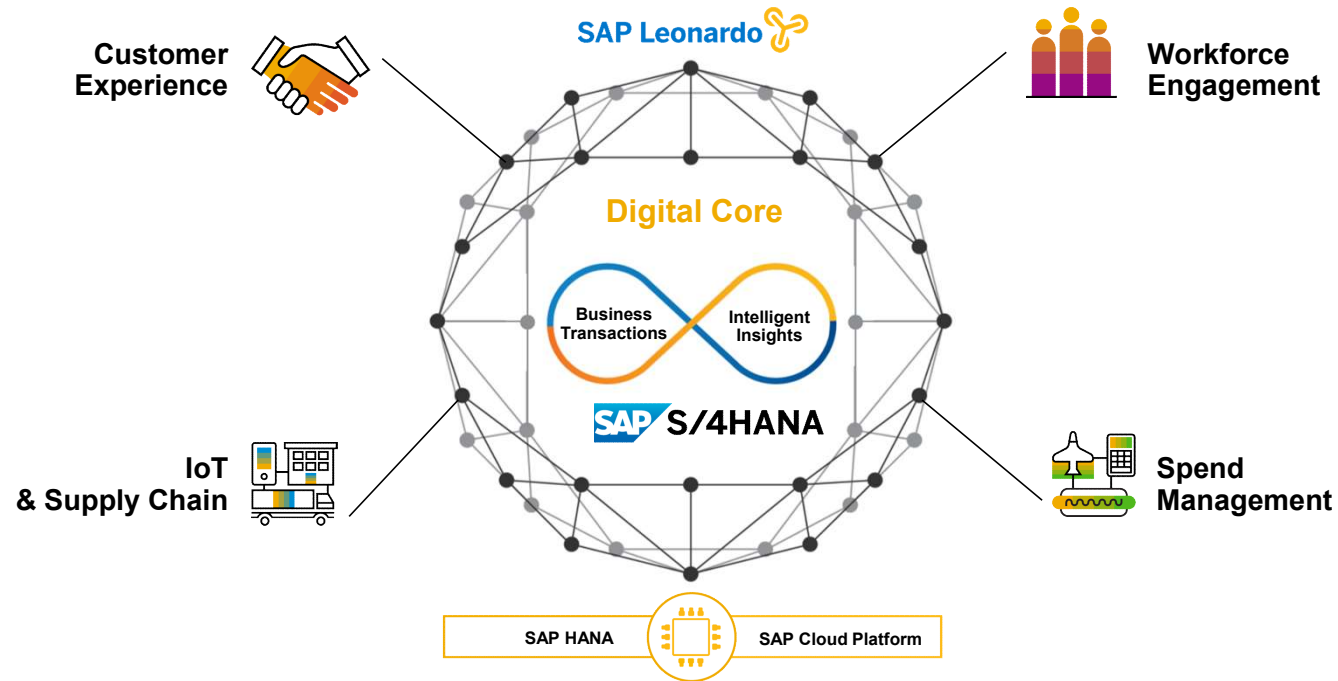 SAP Leonardo
Customer
Experience
Workforce
Engagement
Digital Core
Business
Transactions
Intelligent
Insights
SAP S/4HANA
IoT
& Supply Chain
Spend
Management
SAP HANA
SAP Cloud Platform